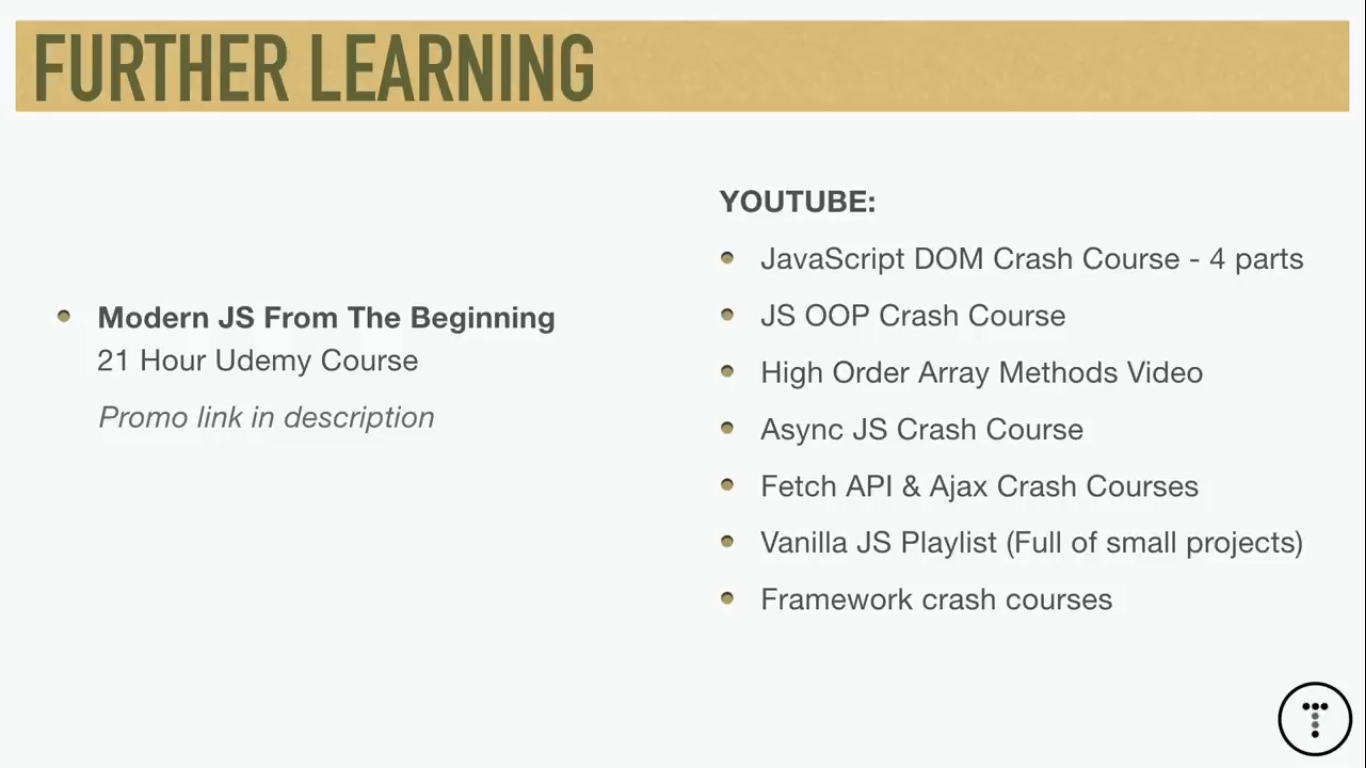 FURTHER LEARNING
Modern JS From The Beginning
21 Hour Udemy Course
Promo link in description
YOUTUBE:
JavaScript DOM Crash Course - 4 parts
JS OOP Crash Course
High Order Array Methods Video
Async JS Crash Course
Fetch API & Ajax Crash Courses
Vanilla JS Playlist (Full of small projects)
Framework crash courses
T